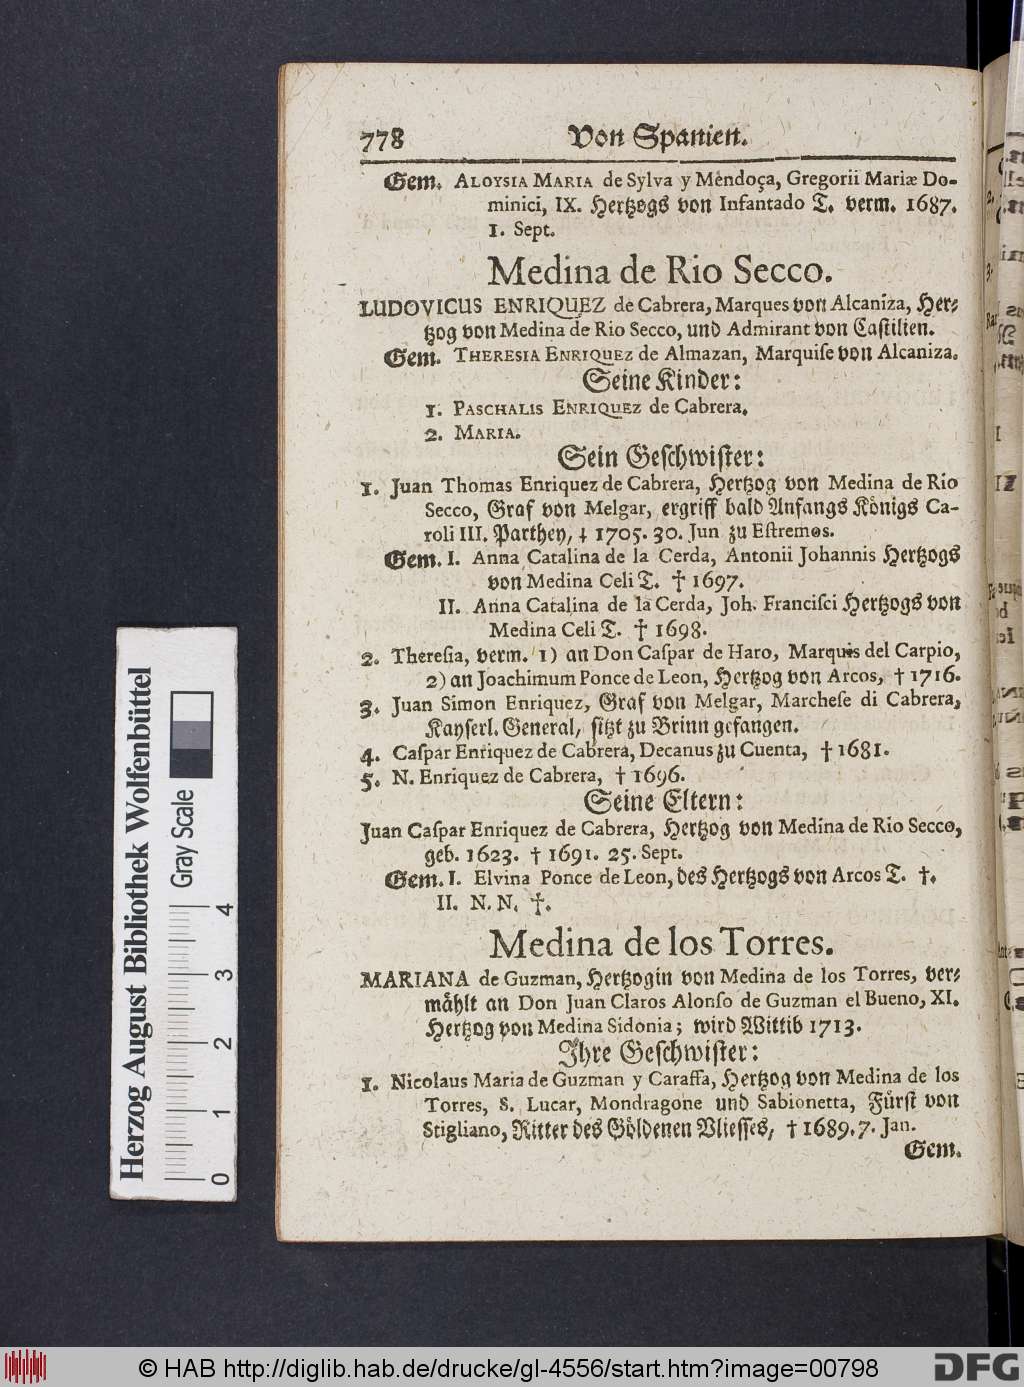 778 Von Spanien.
Gem. ALOYSIA MARIA de Sylva y Mendoça, Gregorii Mariæ Do-
minici, IX. Hertzogs von Infantado T. verm. 1687.
1. Sept.
Medina de Rio Secco.
LUDOVICUS ENRIQUEZ de Cabrera, Marques von Alcaniza, Her-
tzog von Medina de Rio Secco, und Admirant von Castilien.
Gem. THERESIA ENRIQUEZ de Almazan, Marquise von Alcaniza.
Seine Kinder:
1. PASCHALIS ENRIQUEZ de Cabrera.
2. MARIA.
Sein Geschwister:
1. Juan Thomas Enriquez de Cabrera, Hertzog von Medina de Rio
Secco, Graf von Melgar, ergriff bald Anfangs Königs Ca-
roli III. Parthey, † 1705. 30. Jun zu Estremos.
Gem. I. Anna Catalina de la Cerda, Antonii Johannis Hertzogs
von Medina Celi T. † 1697.
II. Anna Catalina de la Cerda, Joh. Francisci Hertzogs von
Medina Celi T. † 1698.
2. Theresia, verm. 1) an Don Caspar de Haro, Marquis del Carpio,
2) an Joachimum Ponce de Leon, Hertzog von Arcos, † 1716.
3. Juan Simon Enriquez, Graf von Melgar, Marchese di Cabrera,
Kayserl. General, sitzt zu Brinn gefangen.
4. Caspar Enriquez de Cabrera, Decanus zu Cuenta, † 1681.
5. N. Enriquez de Cabrera, † 1696.
Seine Eltern:
Juan Caspar Enriquez de Cabrera, Hertzog von Medina de Rio Secco,
geb. 1623. † 1691. 25. Sept.
Gem. I. Elvina Ponce de Leon, des Hertzogs von Arcos T. †.
II. N. N. †.
Medina de los Torres.
MARIANA de Guzman, Hertzogin von Medina de los Torres, ver-
mählt an Don Juan Claros Alonso de Guzman el Bueno, XI.
Hertzog von Medina Sidonia; wird Wittib 1713.
Ihre Geschwister:
1. Nicolaus Maria de Guzman y Caraffa, Hertzog von Medina de los
Torres, S. Lucar, Mondragone und Sabionetta, Fürst von
Stigliano, Ritter des Göldenen Vliesses, † 1689. 7. Jan.
Gem.
Herzog August Bibliothek Wolfenbüttel
Gray Scale
0 1 2 3 4
© HAB http://diglib.hab.de/drucke/gl-4556/start.htm?image=00798
DFG